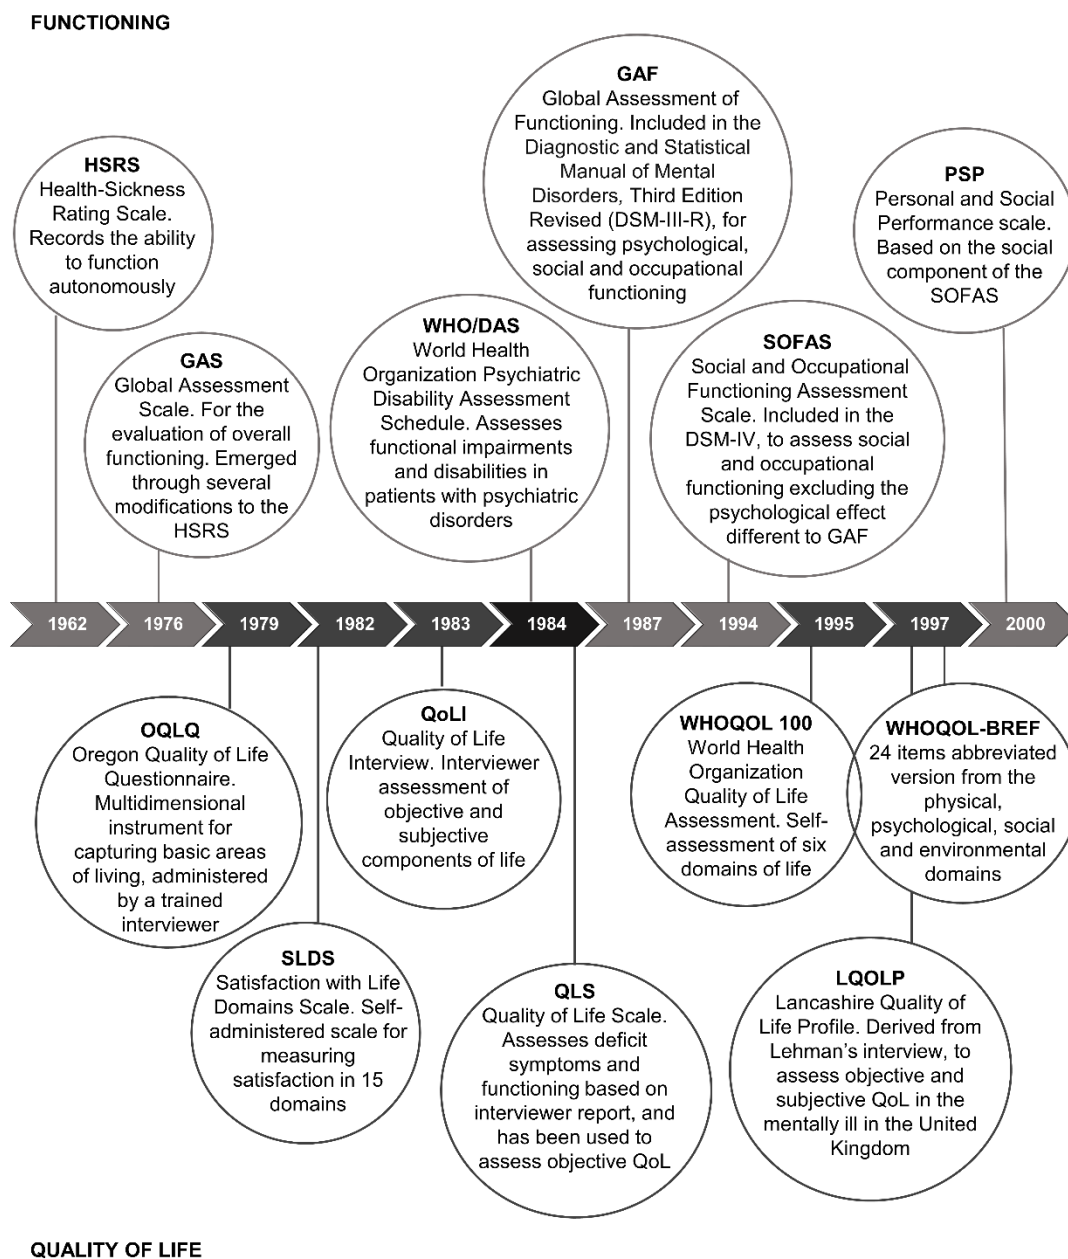 FUNCTIONING
HSRS
Health-Sickness
Rating Scale.
Records the ability
to function
autonomously
GAS
Global Assessment
Scale. For the
evaluation of overall
functioning. Emerged
through several
modifications to the
HSRS
WHO/DAS
World Health
Organization Psychiatric
Disability Assessment
Schedule. Assesses
functional impairments
and disabilities in
patients with psychiatric
disorders
GAF
Global Assessment of
Functioning. Included in the
Diagnostic and Statistical
Manual of Mental
Disorders, Third Edition
Revised (DSM-III-R), for
assessing psychological,
social and occupational
functioning
SOFAS
Social and Occupational
Functioning Assessment
Scale. Included in the
DSM-IV, to assess social
and occupational
functioning excluding the
psychological effect
different to GAF
PSP
Personal and Social
Performance scale.
Based on the social
component of the
SOFAS
1962
1976
1979
1982
1983
1984
1987
1994
1995
1997
2000
OQLQ
Oregon Quality of Life
Questionnaire.
Multidimensional
instrument for
capturing basic areas
of living, administered
by a trained
interviewer
SLDS
Satisfaction with Life
Domains Scale. Self-
administered scale for
measuring
satisfaction in 15
domains
QoLI
Quality of Life
Interview. Interviewer
assessment of
objective and
subjective
components of life
QLS
Quality of Life Scale.
Assesses deficit
symptoms and
functioning based on
interviewer report, and
has been used to
assess objective QoL
WHOQOL 100
World Health
Organization
Quality of Life
Assessment. Self-
assessment of six
domains of life
WHOQOL-BREF
24 items abbreviated
version from the
physical,
psychological, social
and environmental
domains
LQOLP
Lancashire Quality of
Life Profile. Derived from
Lehman's interview, to
assess objective and
subjective QoL in the
mentally ill in the United
Kingdom
QUALITY OF LIFE